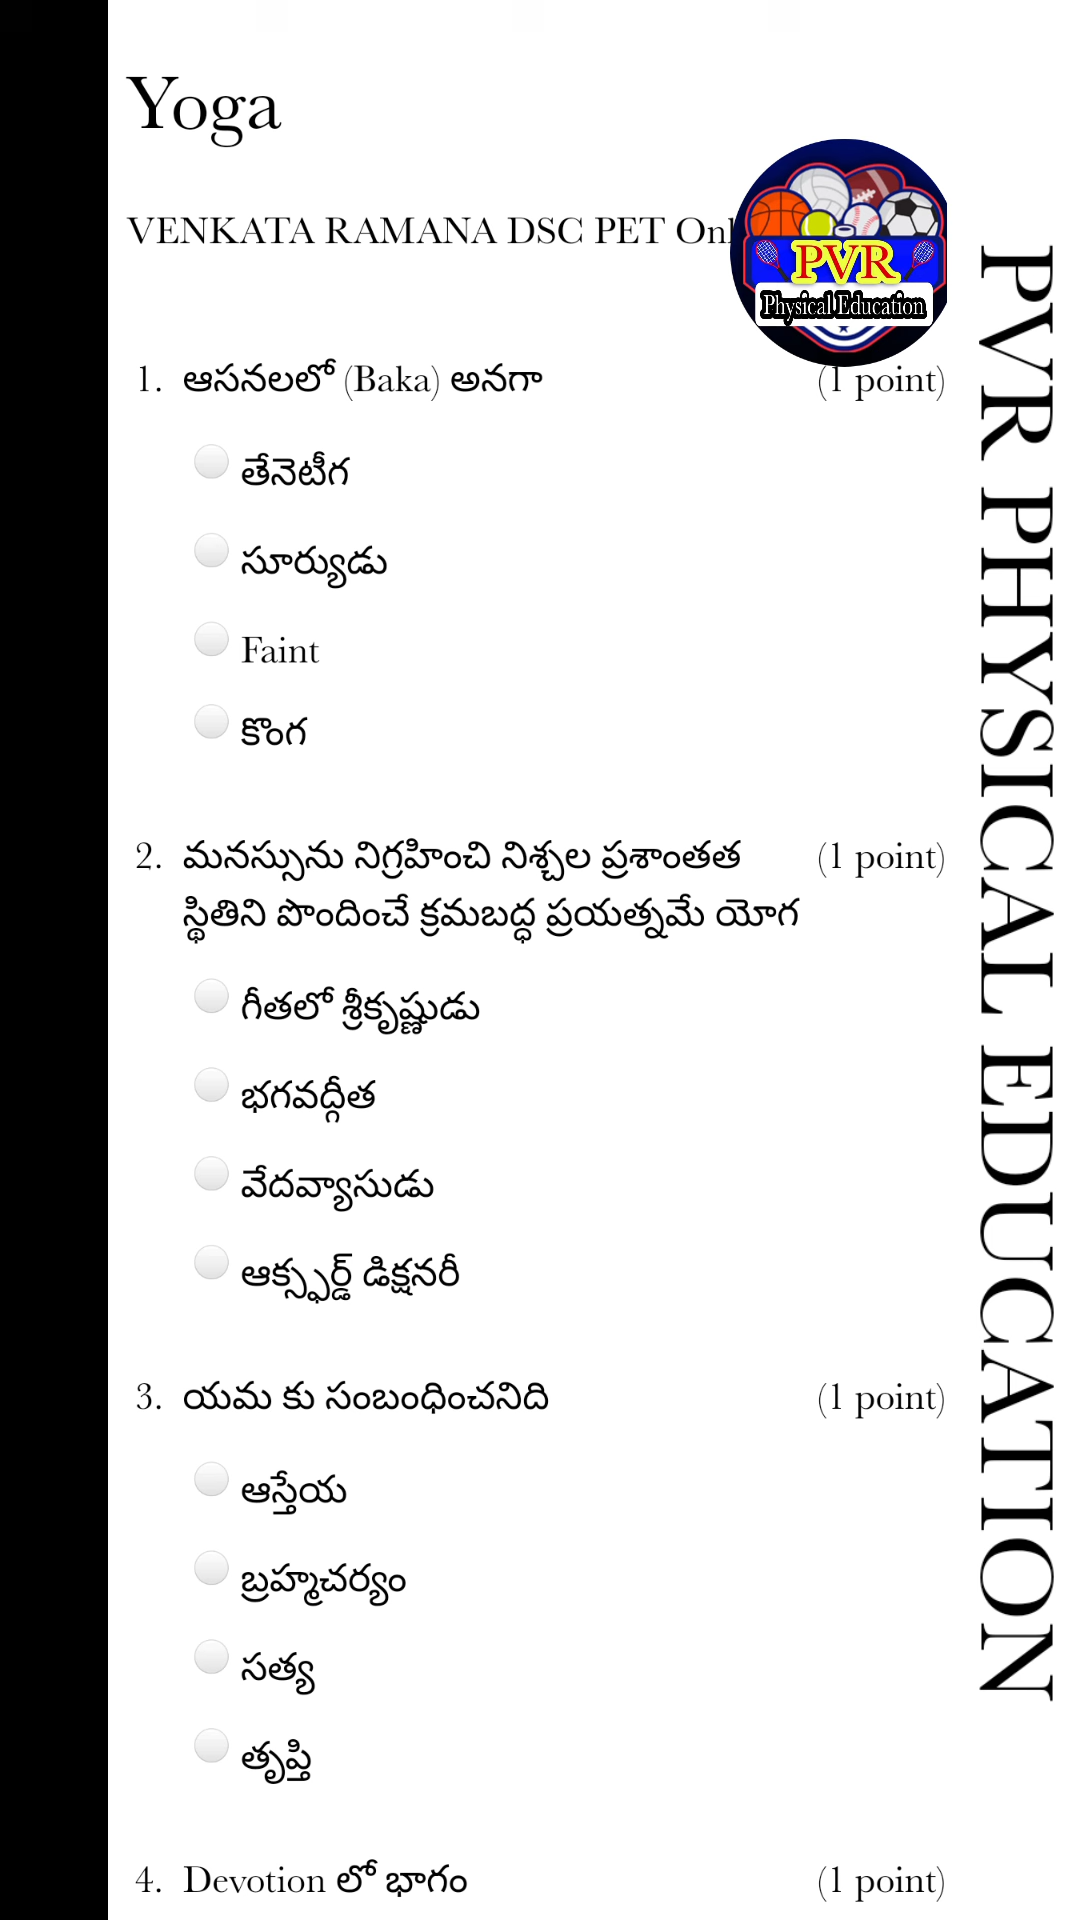 Yoga
VENKATA RAMANA DSC PET Onl
PVR
Physical Education
1. ఆసనలలో (Baka) అనగా (1 point)
తేనెటీగ
సూర్యుడు
Faint
కొంగ
2. మనస్సును నిగ్రహించి నిశ్చల ప్రశాంతత (1 point)
స్థితిని పొందించే క్రమబద్ధ ప్రయత్నమే యోగ
గీతలో శ్రీకృష్ణుడు
భగవద్గీత
వేదవ్యాసుడు
ఆక్స్ఫర్డ్ డిక్షనరీ
3. యమ కు సంబంధించనిది (1 point)
ఆస్తేయ
బ్రహ్మచర్యం
సత్య
తృప్తి
4. Devotion లో భాగం (1 point)
PVR PHYSICAL EDUCATION